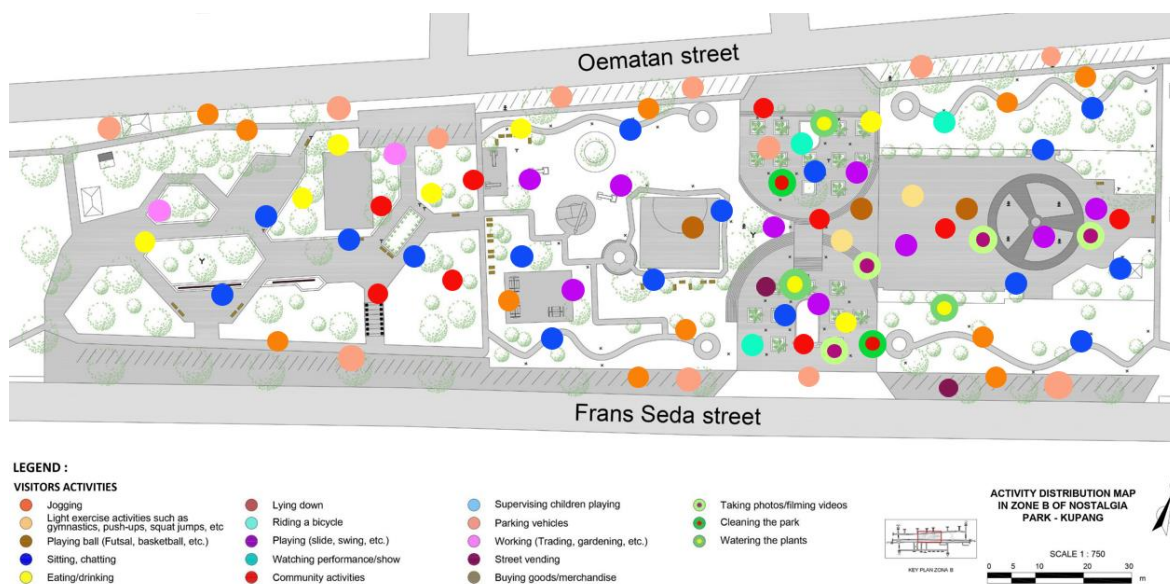 Oematan street
Frans Seda street
LEGEND :
VISITORS ACTIVITIES
Jogging
Light exercise activities such as
gymnastics, push-ups, squat jumps, etc
Playing ball (Futsal, basketball, etc.)
Sitting, chatting
Eating/drinking
Lying down
Riding a bicycle
Playing (slide, swing, etc.)
Watching performance/show
Community activities
Supervising children playing
Parking vehicles
Working (Trading, gardening, etc.)
Street vending
Buying goods/merchandise
Taking photos/filming videos
Cleaning the park
Watering the plants
KEY PLAN ZONA B
ACTIVITY DISTRIBUTION MAP
IN ZONE B OF NOSTALGIA
PARK - KUPANG
SCALE 1 : 750
0 5 10 20 30
m